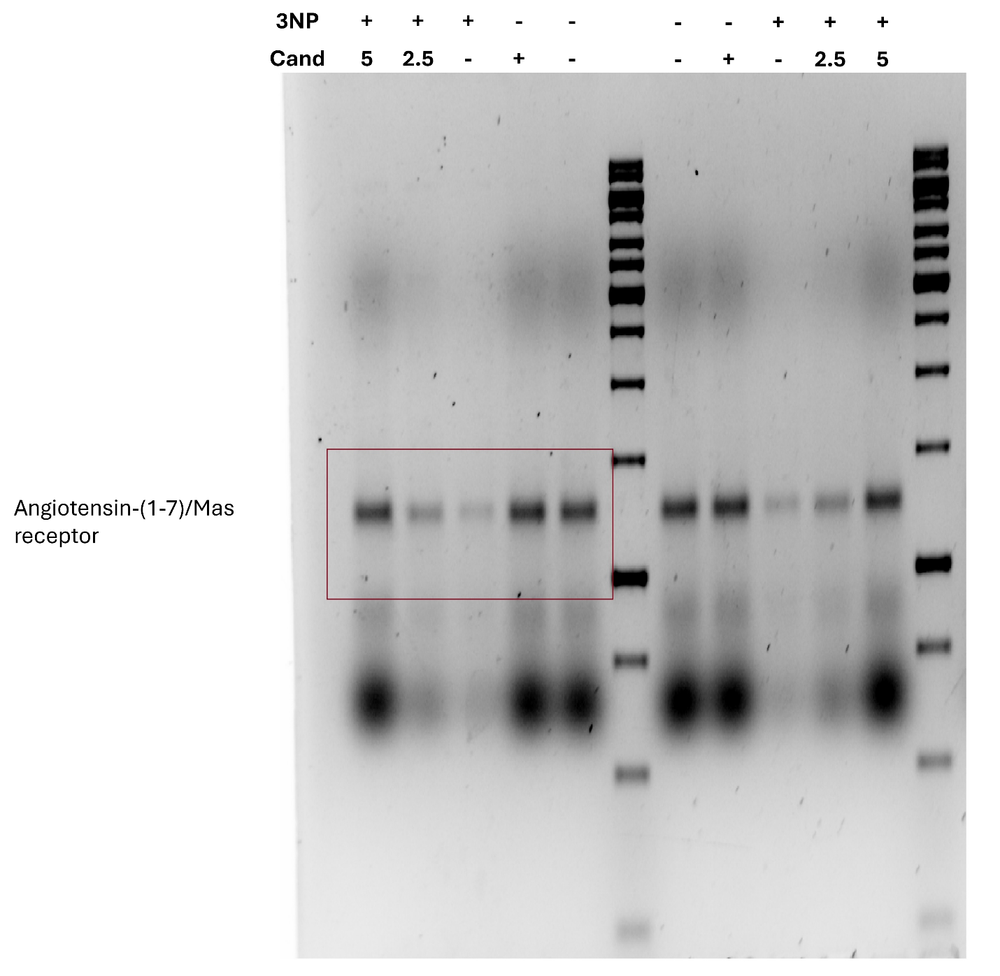 3NP + + + - - - - + + +
Cand 5 2.5 - + - - + - 2.5 5
Angiotensin-(1-7)/Mas
receptor